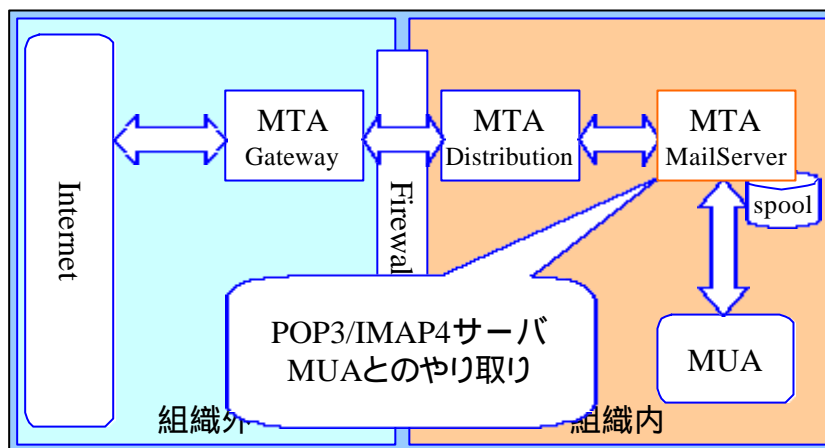 Internet
MTA
Gateway
Firewal
MTA
Distribution
MTA
MailServer
spool
POP3/IMAP4サーバ
MUAとのやり取り
MUA
組織外
組織内